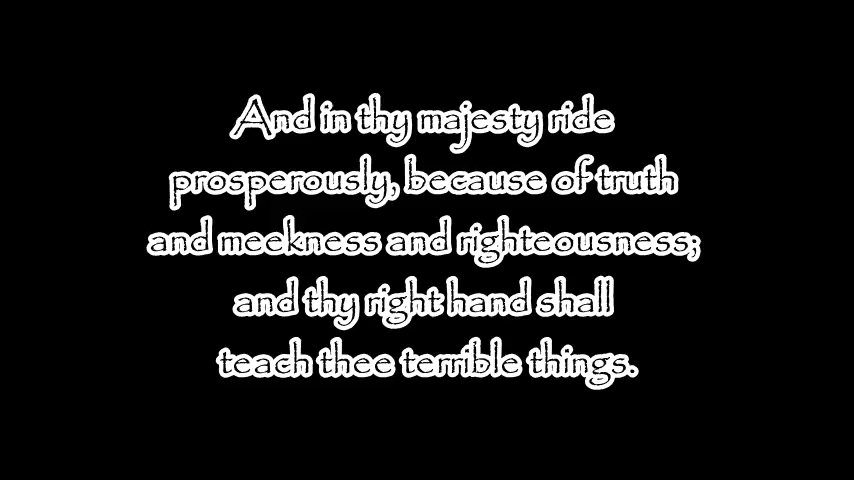 And in thy majesty ride
prosperously, because of truth
and meekness and righteousness;
and thy right hand shall
teach thee terrible things.